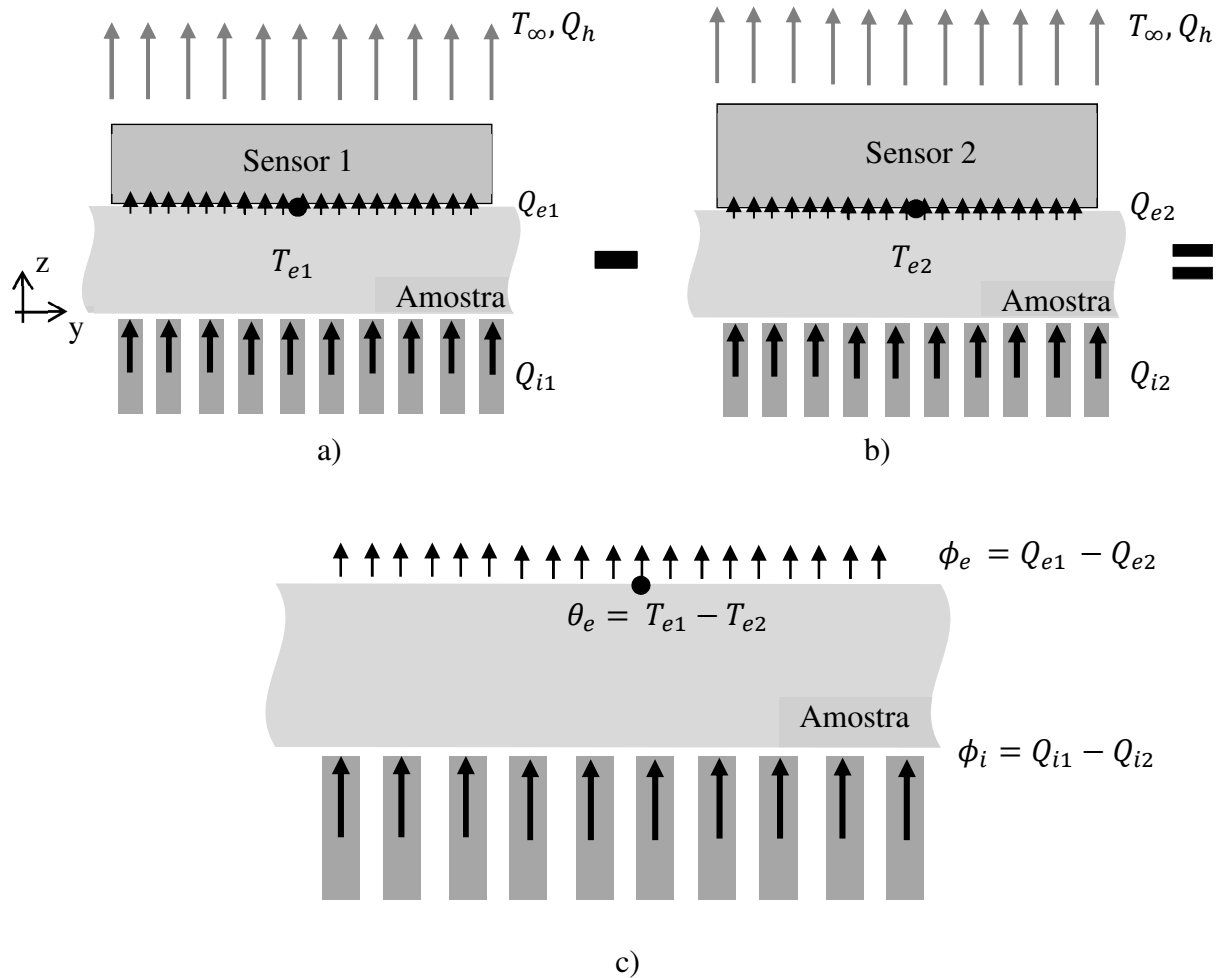 T∞, Qh
Sensor 1
Qe1
Te1
Amostra
z
y
Qi1
a)
T∞, Qh
Sensor 2
Qe2
Te2
Amostra
Qi2
b)
ϕe = Qe1 − Qe2
θe = Te1 − Te2
Amostra
ϕi = Qi1 − Qi2
c)